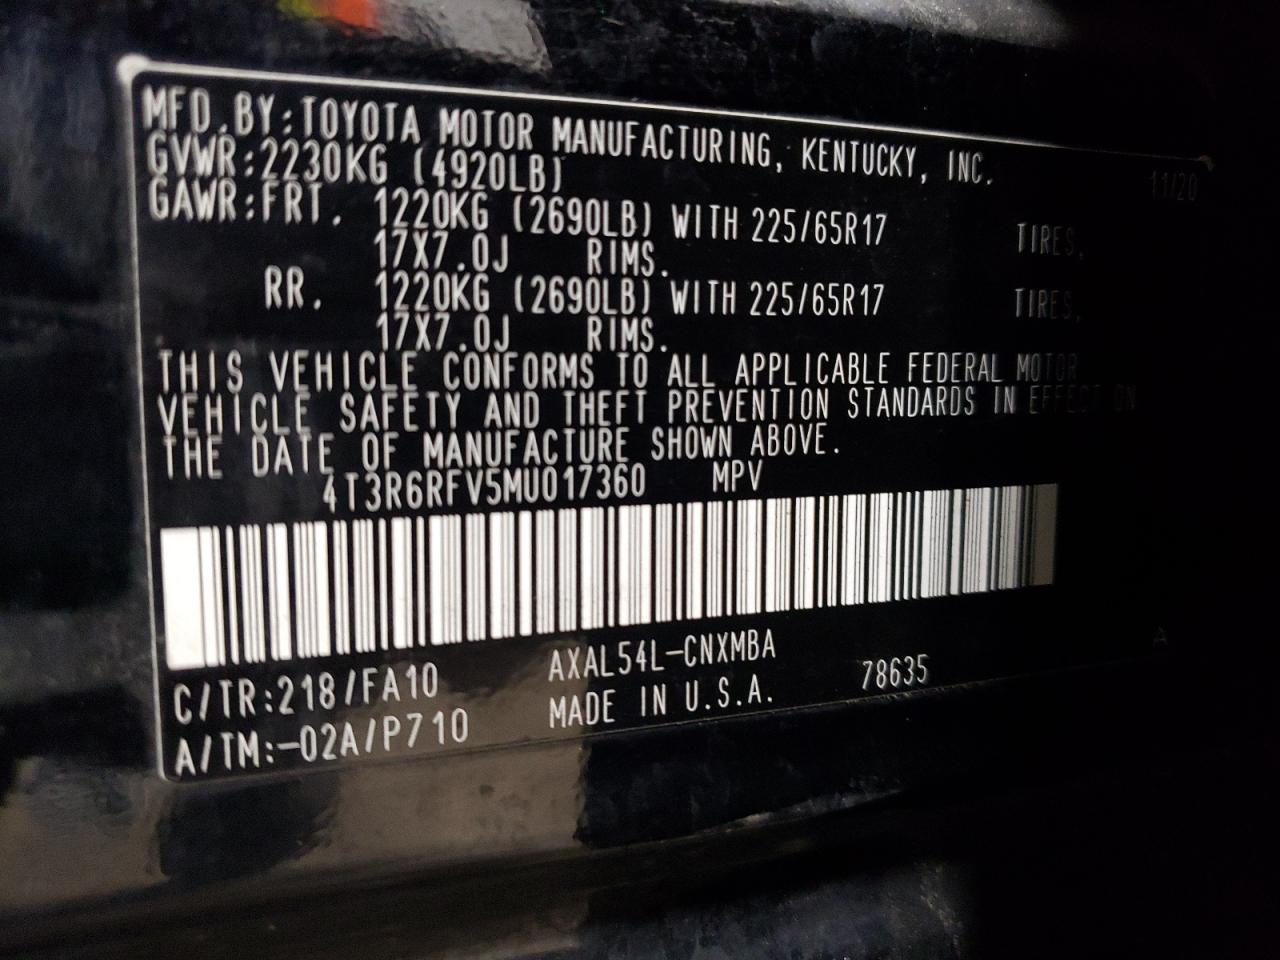 MFD.BY:TOYOTA MOTOR MANUFACTURING, KENTUCKY, INC. 11/20
GVWR:2230KG (4920LB)
GAWR:FRT. 1220KG (2690LB) WITH 225/65R17 TIRES,
17X7.0J RIMS.
RR. 1220KG (2690LB) WITH 225/65R17 TIRES,
17X7.0J RIMS.
THIS VEHICLE CONFORMS TO ALL APPLICABLE FEDERAL MOTOR
VEHICLE SAFETY AND THEFT PREVENTION STANDARDS IN EFFECT ON
THE DATE OF MANUFACTURE SHOWN ABOVE.
4T3R6RFV5MU017360 MPV
C/TR:218/FA10 AXAL54L-CNXMBA A
A/TM:-02A/P710 MADE IN U.S.A. 78635